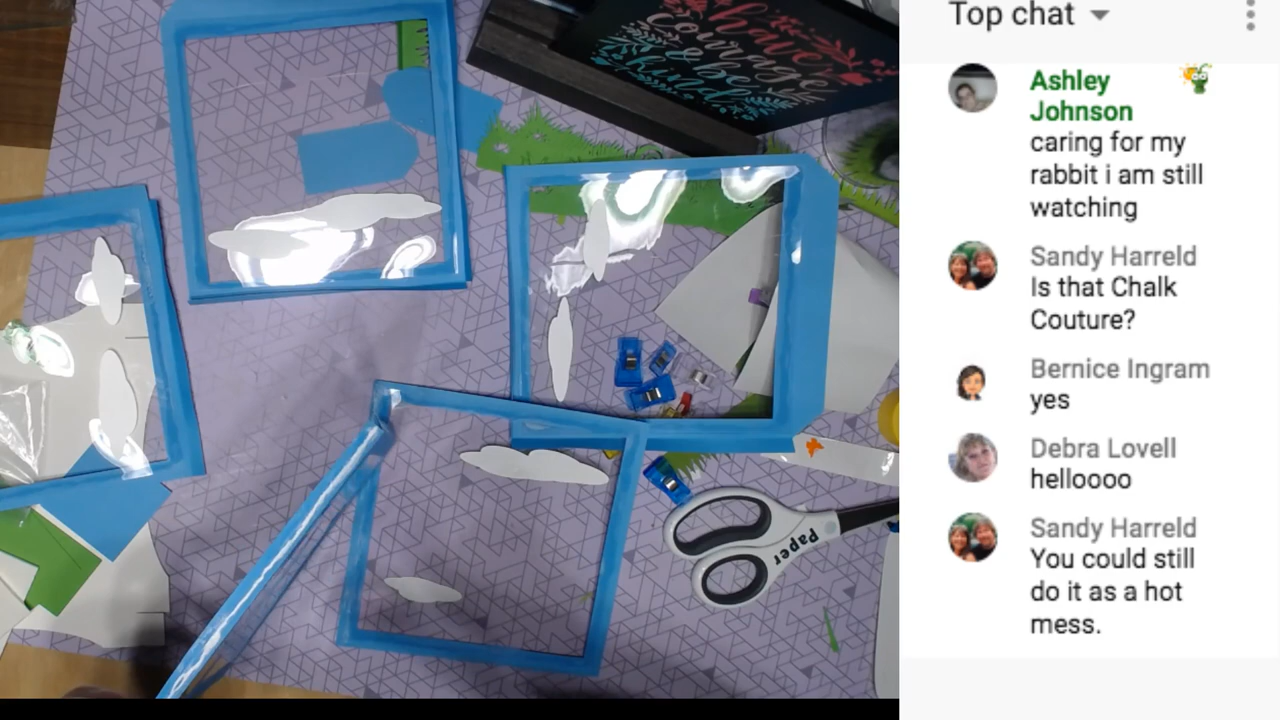 have
courage
& be
kind
Paper
Top chat
Ashley
Johnson
caring for my
rabbit i am still
watching
Sandy Harreld
Is that Chalk
Couture?
Bernice Ingram
yes
Debra Lovell
helloooo
Sandy Harreld
You could still
do it as a hot
mess.